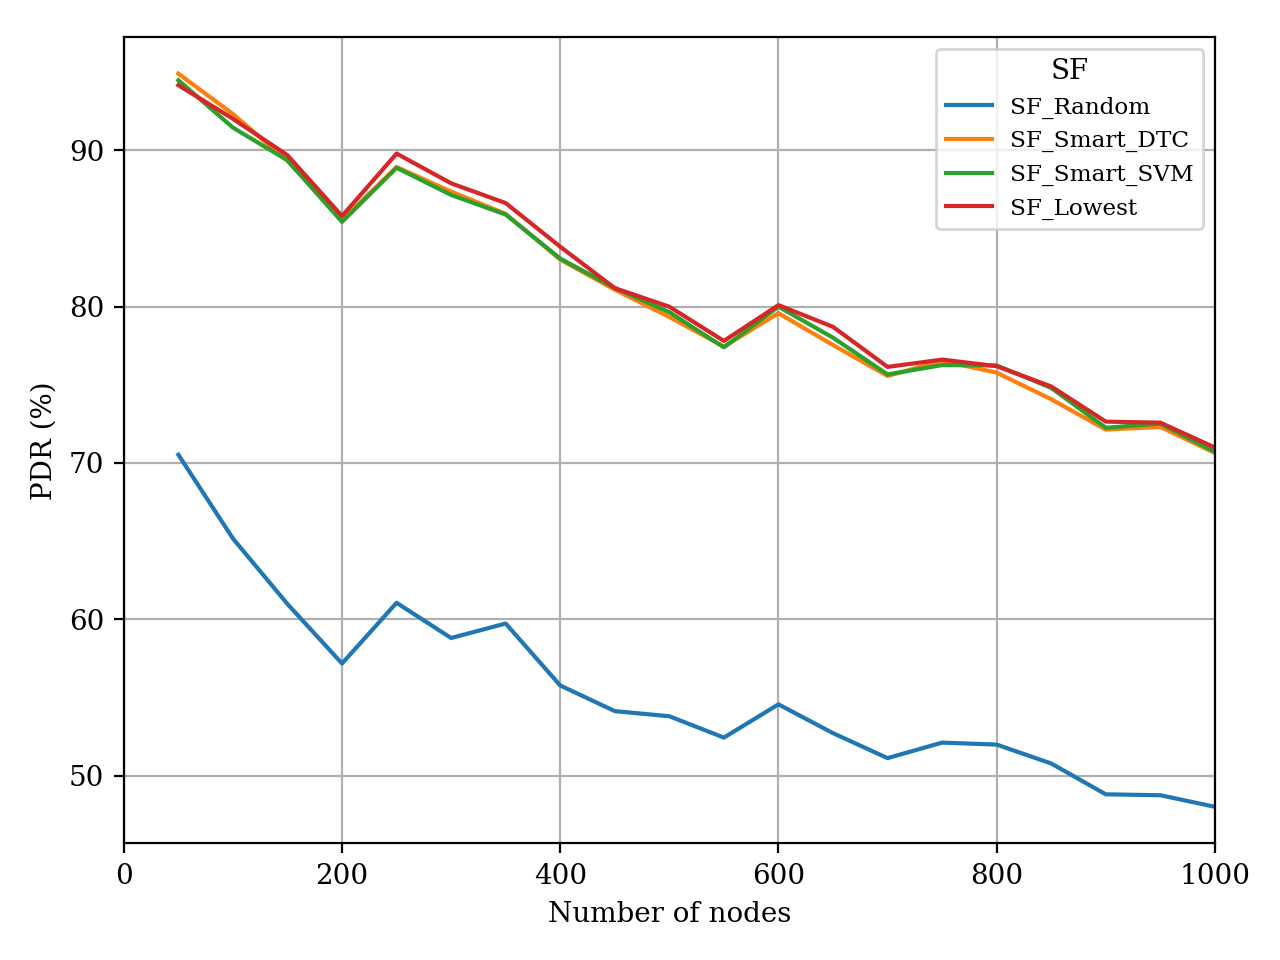 SF
SF_Random
SF_Smart_DTC
SF_Smart_SVM
SF_Lowest
PDR (%)
90
80
70
60
50
0 200 400 600 800 1000
Number of nodes